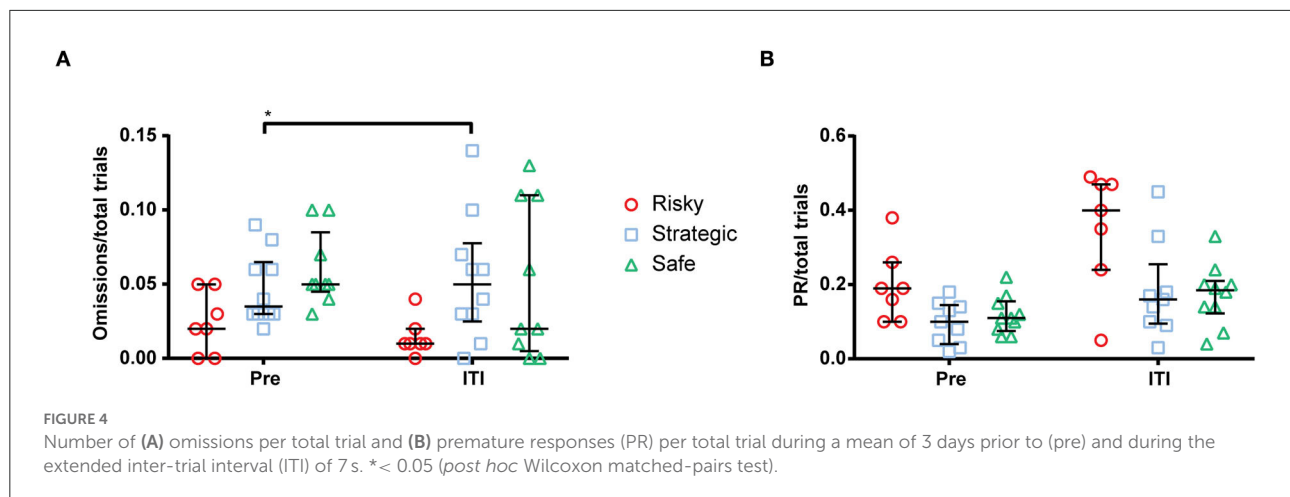 A
B
*
Omissions/total trials
0.15
0.10
0.05
0.00
Pre
ITI
Risky
Strategic
Safe
PR/total trials
0.6
0.4
0.2
0.0
Pre
ITI
FIGURE 4
Number of (A) omissions per total trial and (B) premature responses (PR) per total trial during a mean of 3 days prior to (pre) and during the
extended inter-trial interval (ITI) of 7 s. *< 0.05 (post hoc Wilcoxon matched-pairs test).